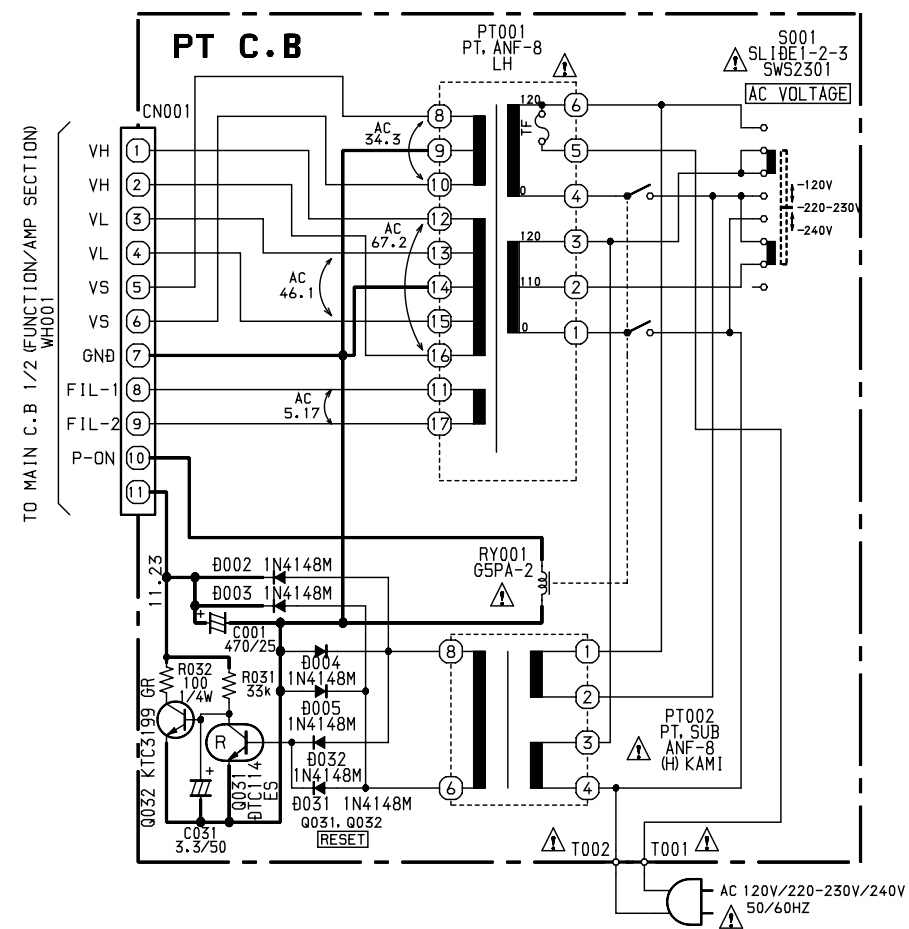 PT C.B
PT001
PT, ANF-8
LH
S001
SLIDE1-2-3
SWS2301
AC VOLTAGE
CN001
TO MAIN C.B 1/2 (FUNCTION/AMP SECTION)
WH001
VH 1
VH 2
VL 3
VL 4
VS 5
VS 6
GND 7
FIL-1 8
FIL-2 9
P-ON 10
11
AC
34.3
AC
67.2
AC
46.1
AC
5.17
8
9
10
12
13
14
15
16
11
17
120
TF
0
120
110
0
6
5
4
3
2
1
-120V
-220-230V
-240V
RY001
G5PA-2
11.23
D002 1N4148M
D003 1N4148M
+
C001
470/25
D004
1N4148M
D005
1N4148M
D032
1N4148M
D031 1N4148M
Q031, Q032
RESET
R032
100
1/4W
R031
33k
Q032 KTC3199 GR
R
Q031
DTC114
ES
+
C031
3.3/50
8
6
1
2
3
4
PT002
PT, SUB
ANF-8
(H) KAMI
T002
T001
AC 120V/220-230V/240V
50/60HZ